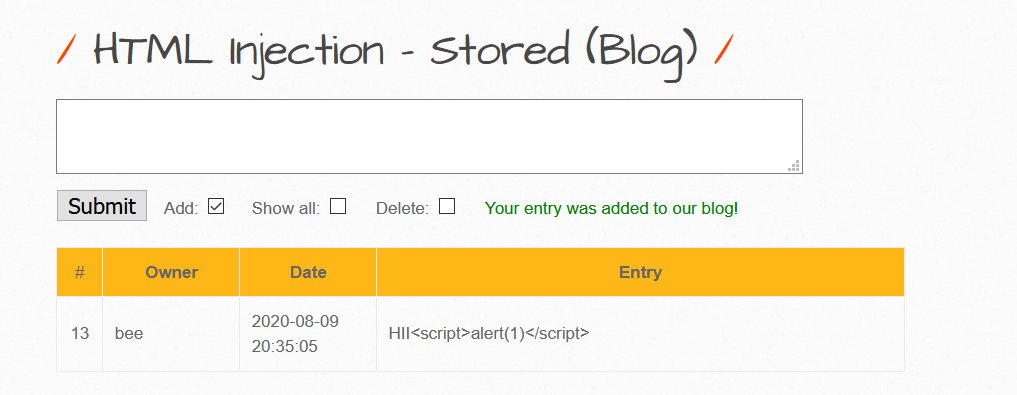 / HTML Injection - Stored (Blog) /
Submit Add: Show all: Delete: Your entry was added to our blog!
# Owner Date Entry
13 bee 2020-08-09 20:35:05 HII<script>alert(1)</script>